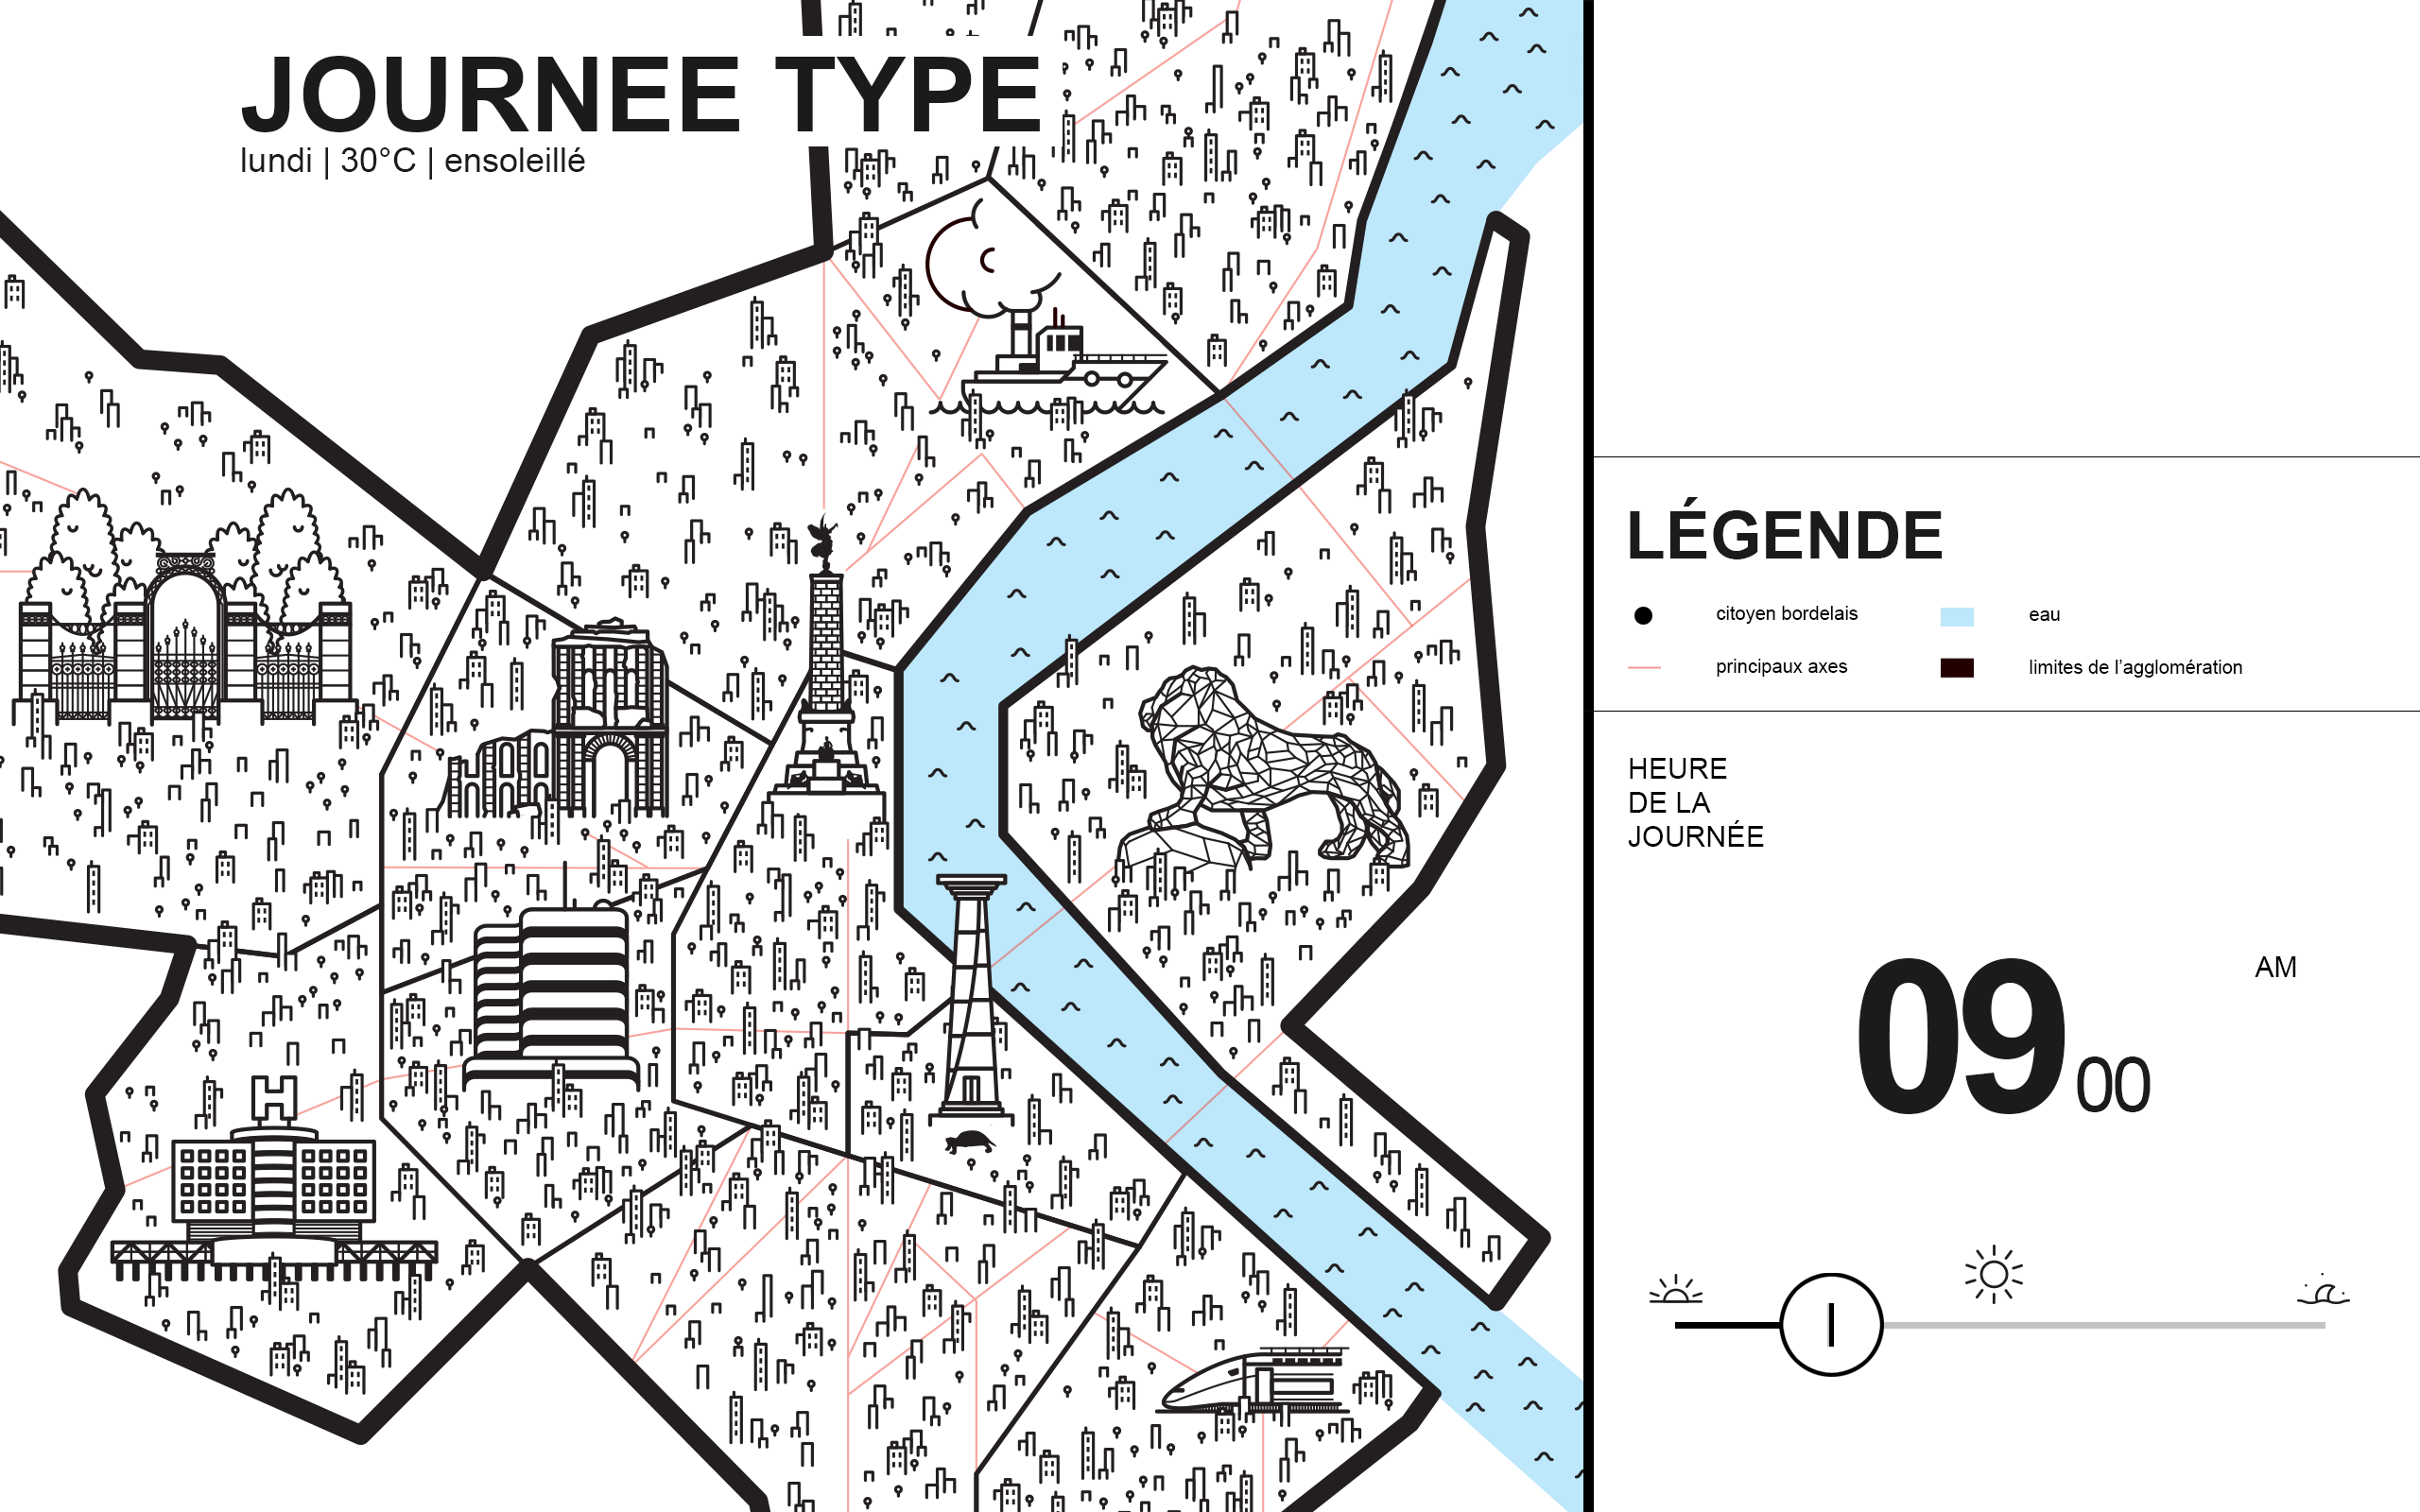 JOURNEE TYPE
lundi | 30°C | ensoleillé
LÉGENDE
citoyen bordelais
eau
principaux axes
limites de l'agglomération
HEURE
DE LA
JOURNÉE
AM
09 00